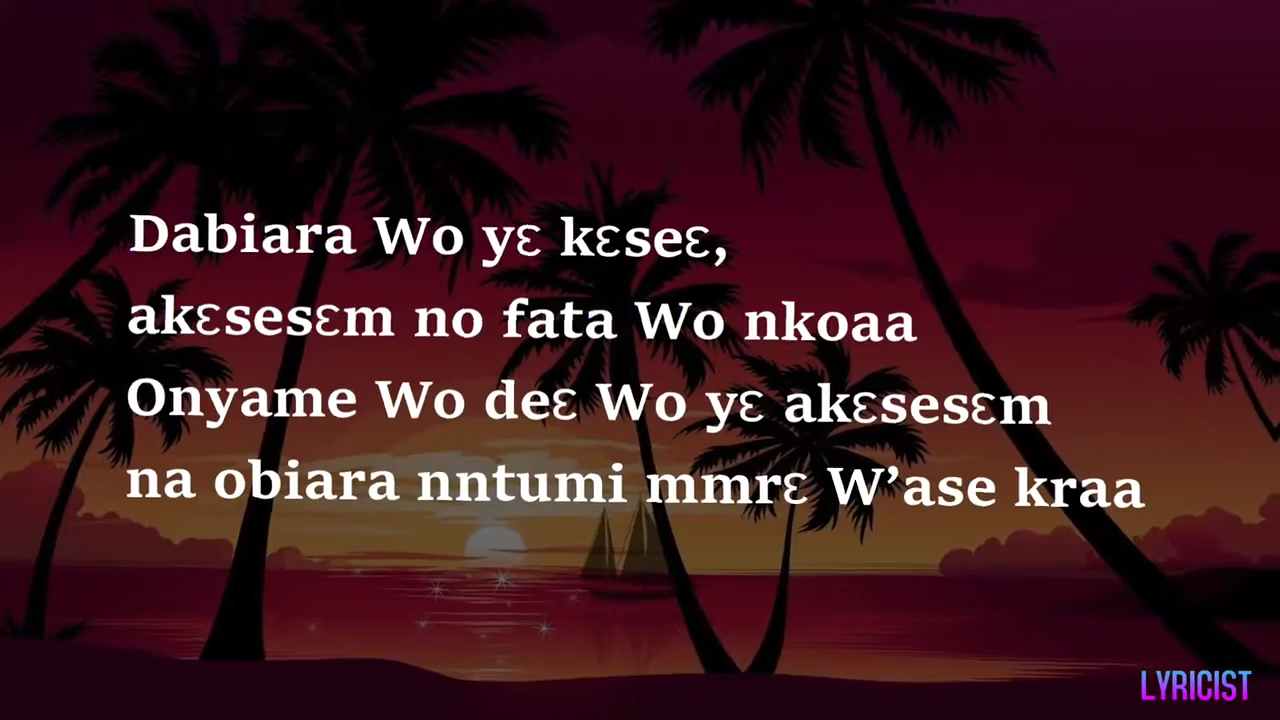 Dabiara Wo yɛ kɛseɛ,
akɛsesɛm no fata Wo nkoaa
Onyame Wo deɛ Wo yɛ akɛsesɛm
na obiara nntumi mmrɛ W’ase kraa
LYRICIST